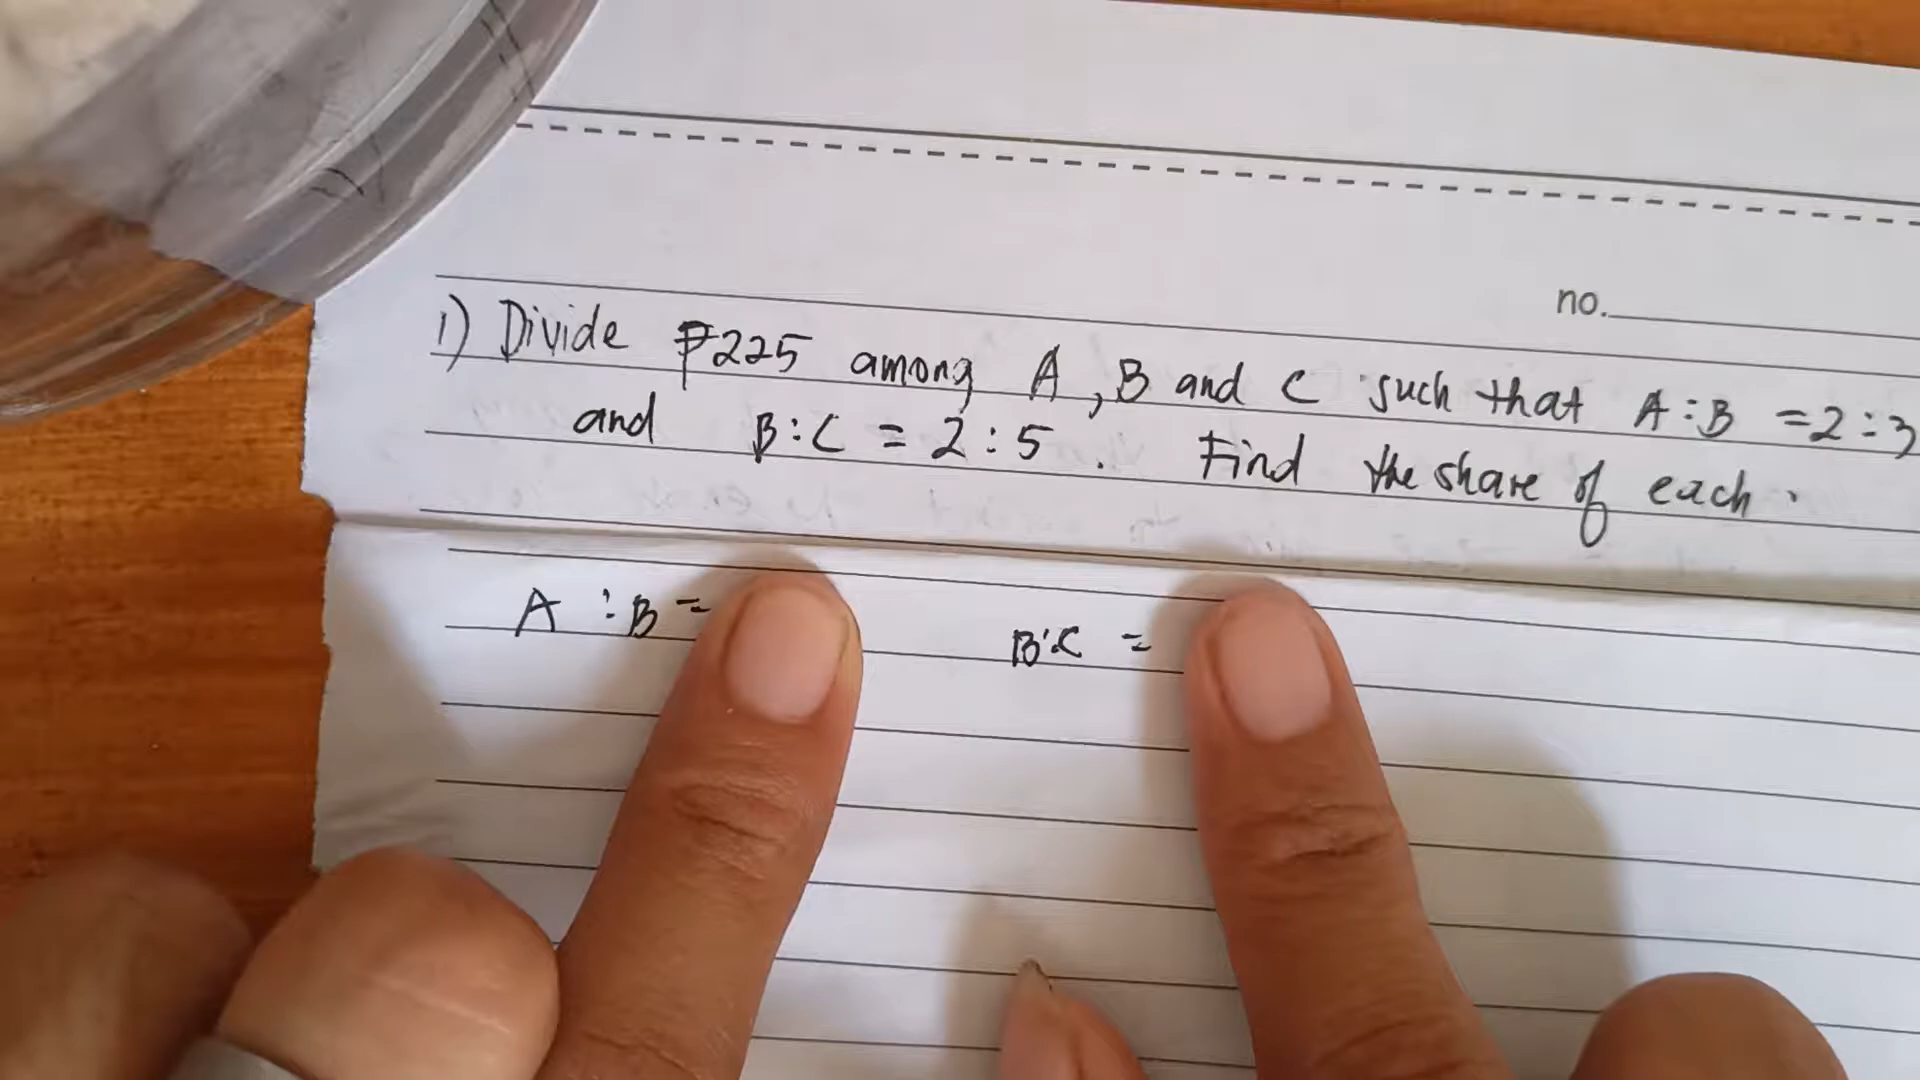 no.
1) Divide ₱225 among A, B and C such that A:B = 2:3
and B:C = 2:5. Find the share of each.
A : B =
B:C =